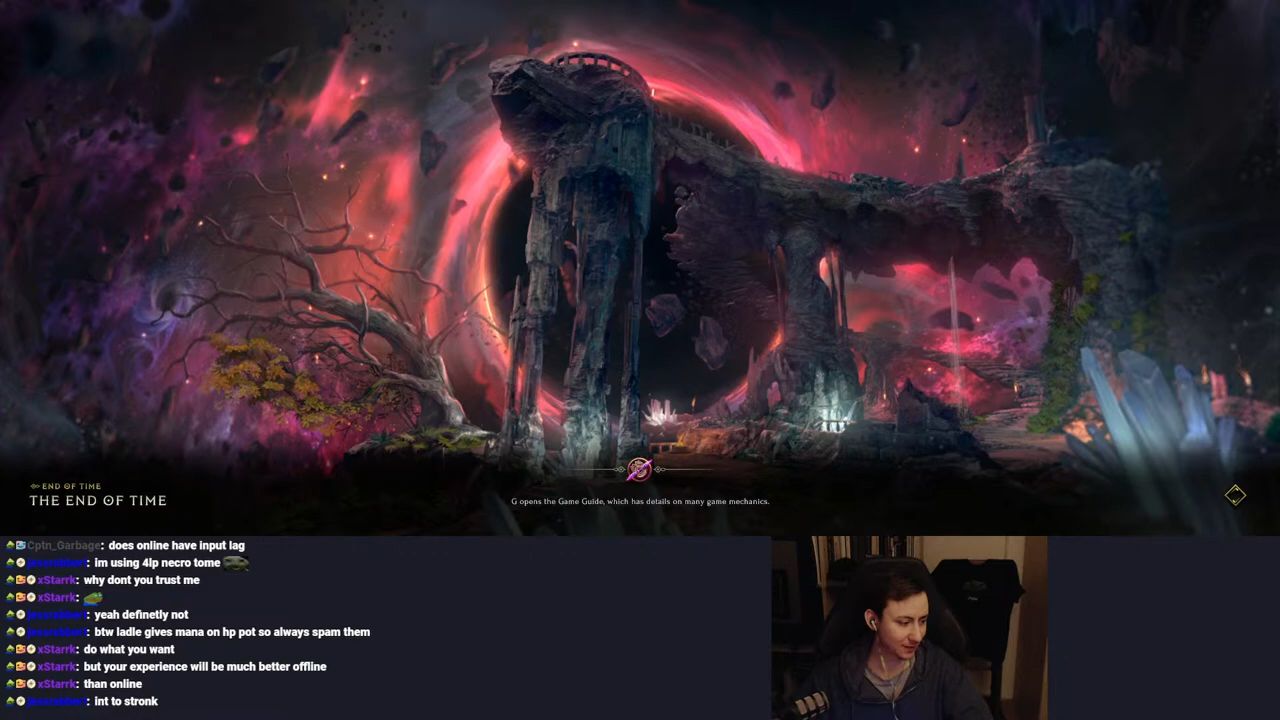 END OF TIME
THE END OF TIME
G opens the Game Guide, which has details on many game mechanics.
Cptn_Garbage: does online have input lag
: im using 4lp necro tome
xStarrk: why dont you trust me
xStarrk:
: yeah definetly not
: btw ladle gives mana on hp pot so always spam them
xStarrk: do what you want
xStarrk: but your experience will be much better offline
xStarrk: than online
: int to stronk